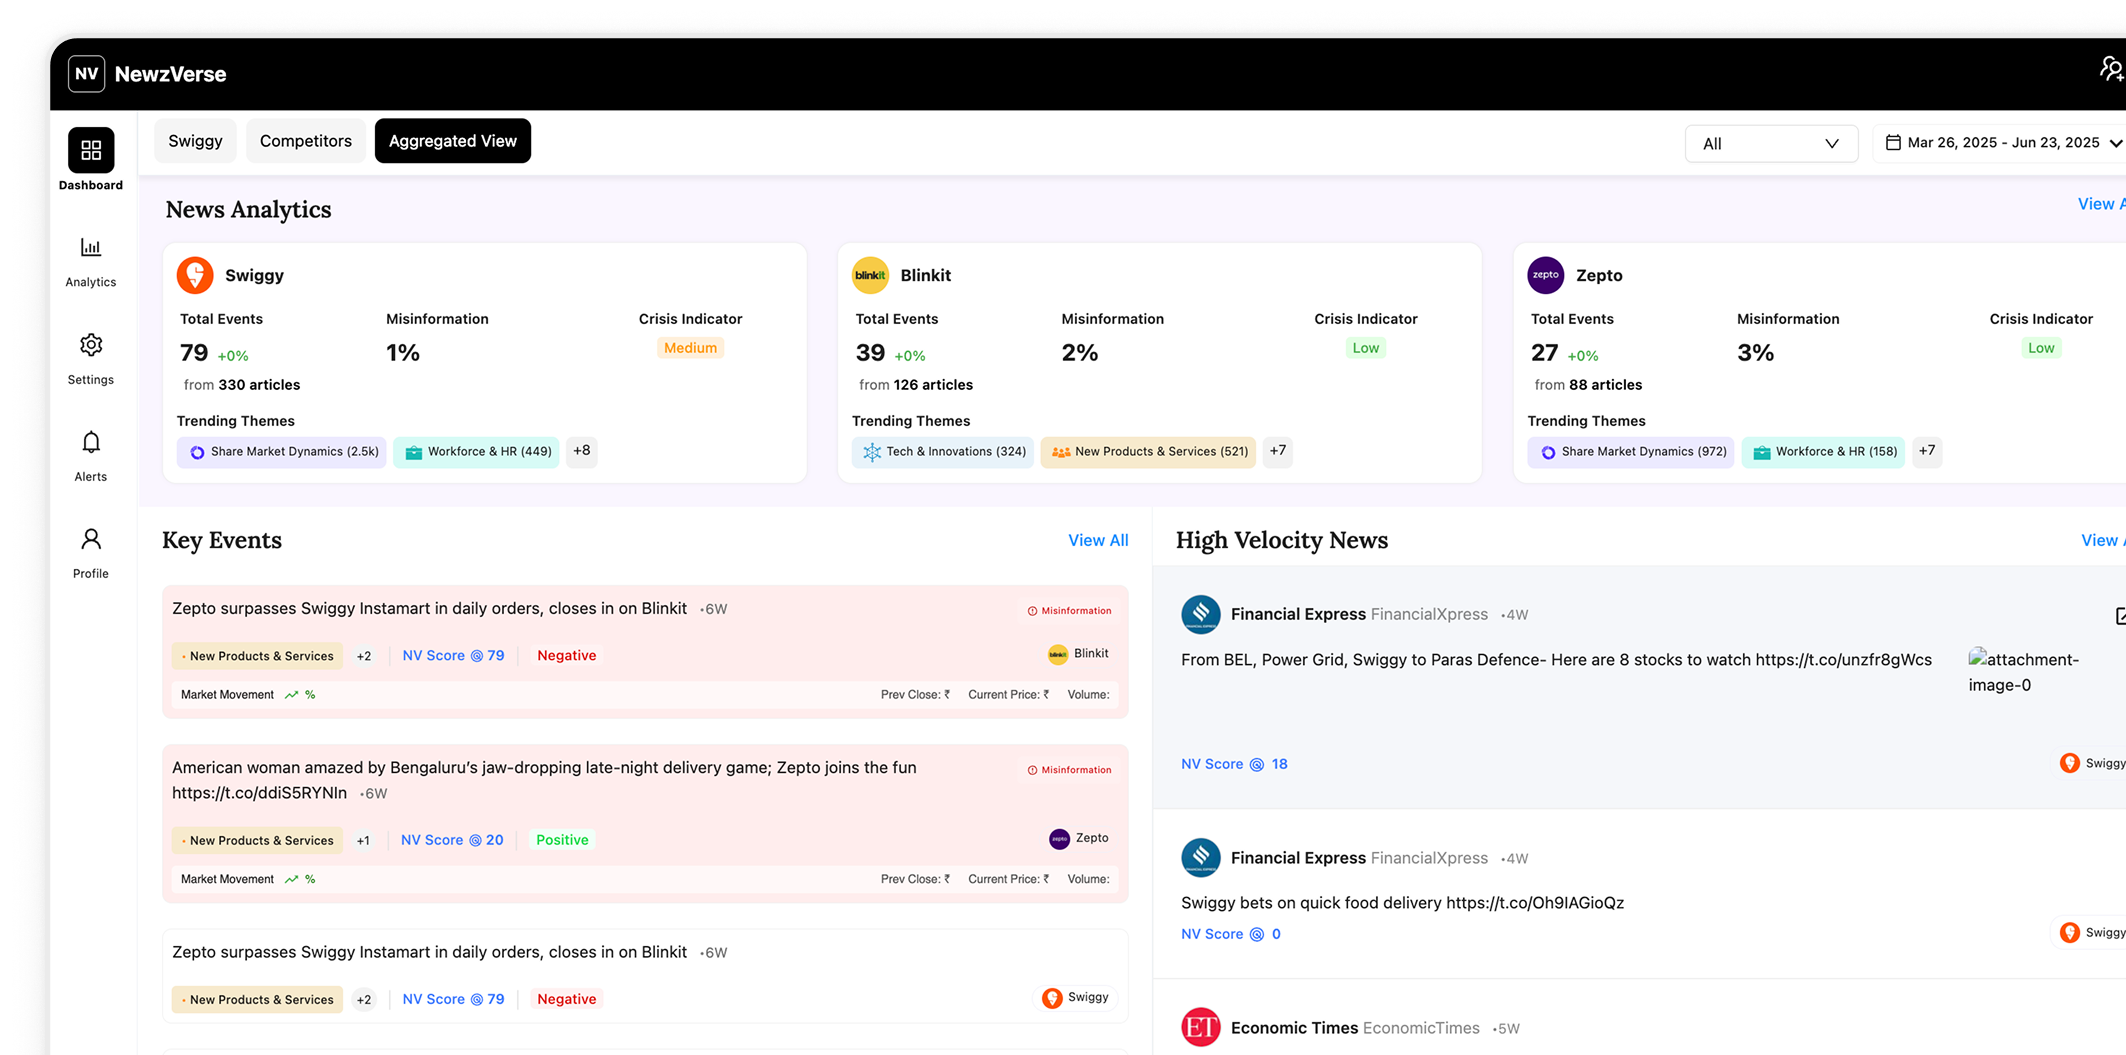 NV NewzVerse
Swiggy Competitors Aggregated View
All Mar 26, 2025 - Jun 23, 2025
Dashboard
Analytics
Settings
Alerts
Profile
News Analytics
View
Swiggy
Total Events Misinformation Crisis Indicator
79 +0% 1% Medium
from 330 articles
Trending Themes
Share Market Dynamics (2.5k) Workforce & HR (449) +8
blinkit Blinkit
Total Events Misinformation Crisis Indicator
39 +0% 2% Low
from 126 articles
Trending Themes
Tech & Innovations (324) New Products & Services (521) +7
zepto Zepto
Total Events Misinformation Crisis Indicator
27 +0% 3% Low
from 88 articles
Trending Themes
Share Market Dynamics (972) Workforce & HR (158) +7
Key Events View All
Zepto surpasses Swiggy Instamart in daily orders, closes in on Blinkit •6W Misinformation
• New Products & Services +2 NV Score 79 Negative blinkit Blinkit
Market Movement % Prev Close: ₹ Current Price: ₹ Volume:
American woman amazed by Bengaluru’s jaw-dropping late-night delivery game; Zepto joins the fun Misinformation
https://t.co/ddiS5RYNIn •6W
• New Products & Services +1 NV Score 20 Positive zepto Zepto
Market Movement % Prev Close: ₹ Current Price: ₹ Volume:
Zepto surpasses Swiggy Instamart in daily orders, closes in on Blinkit •6W
• New Products & Services +2 NV Score 79 Negative Swiggy
High Velocity News View
Financial Express FinancialXpress •4W
From BEL, Power Grid, Swiggy to Paras Defence- Here are 8 stocks to watch https://t.co/unzfr8gWcs
attachment-
image-0
NV Score 18 Swiggy
Financial Express FinancialXpress •4W
Swiggy bets on quick food delivery https://t.co/Oh9IAGioQz
NV Score 0 Swiggy
ET Economic Times EconomicTimes •5W